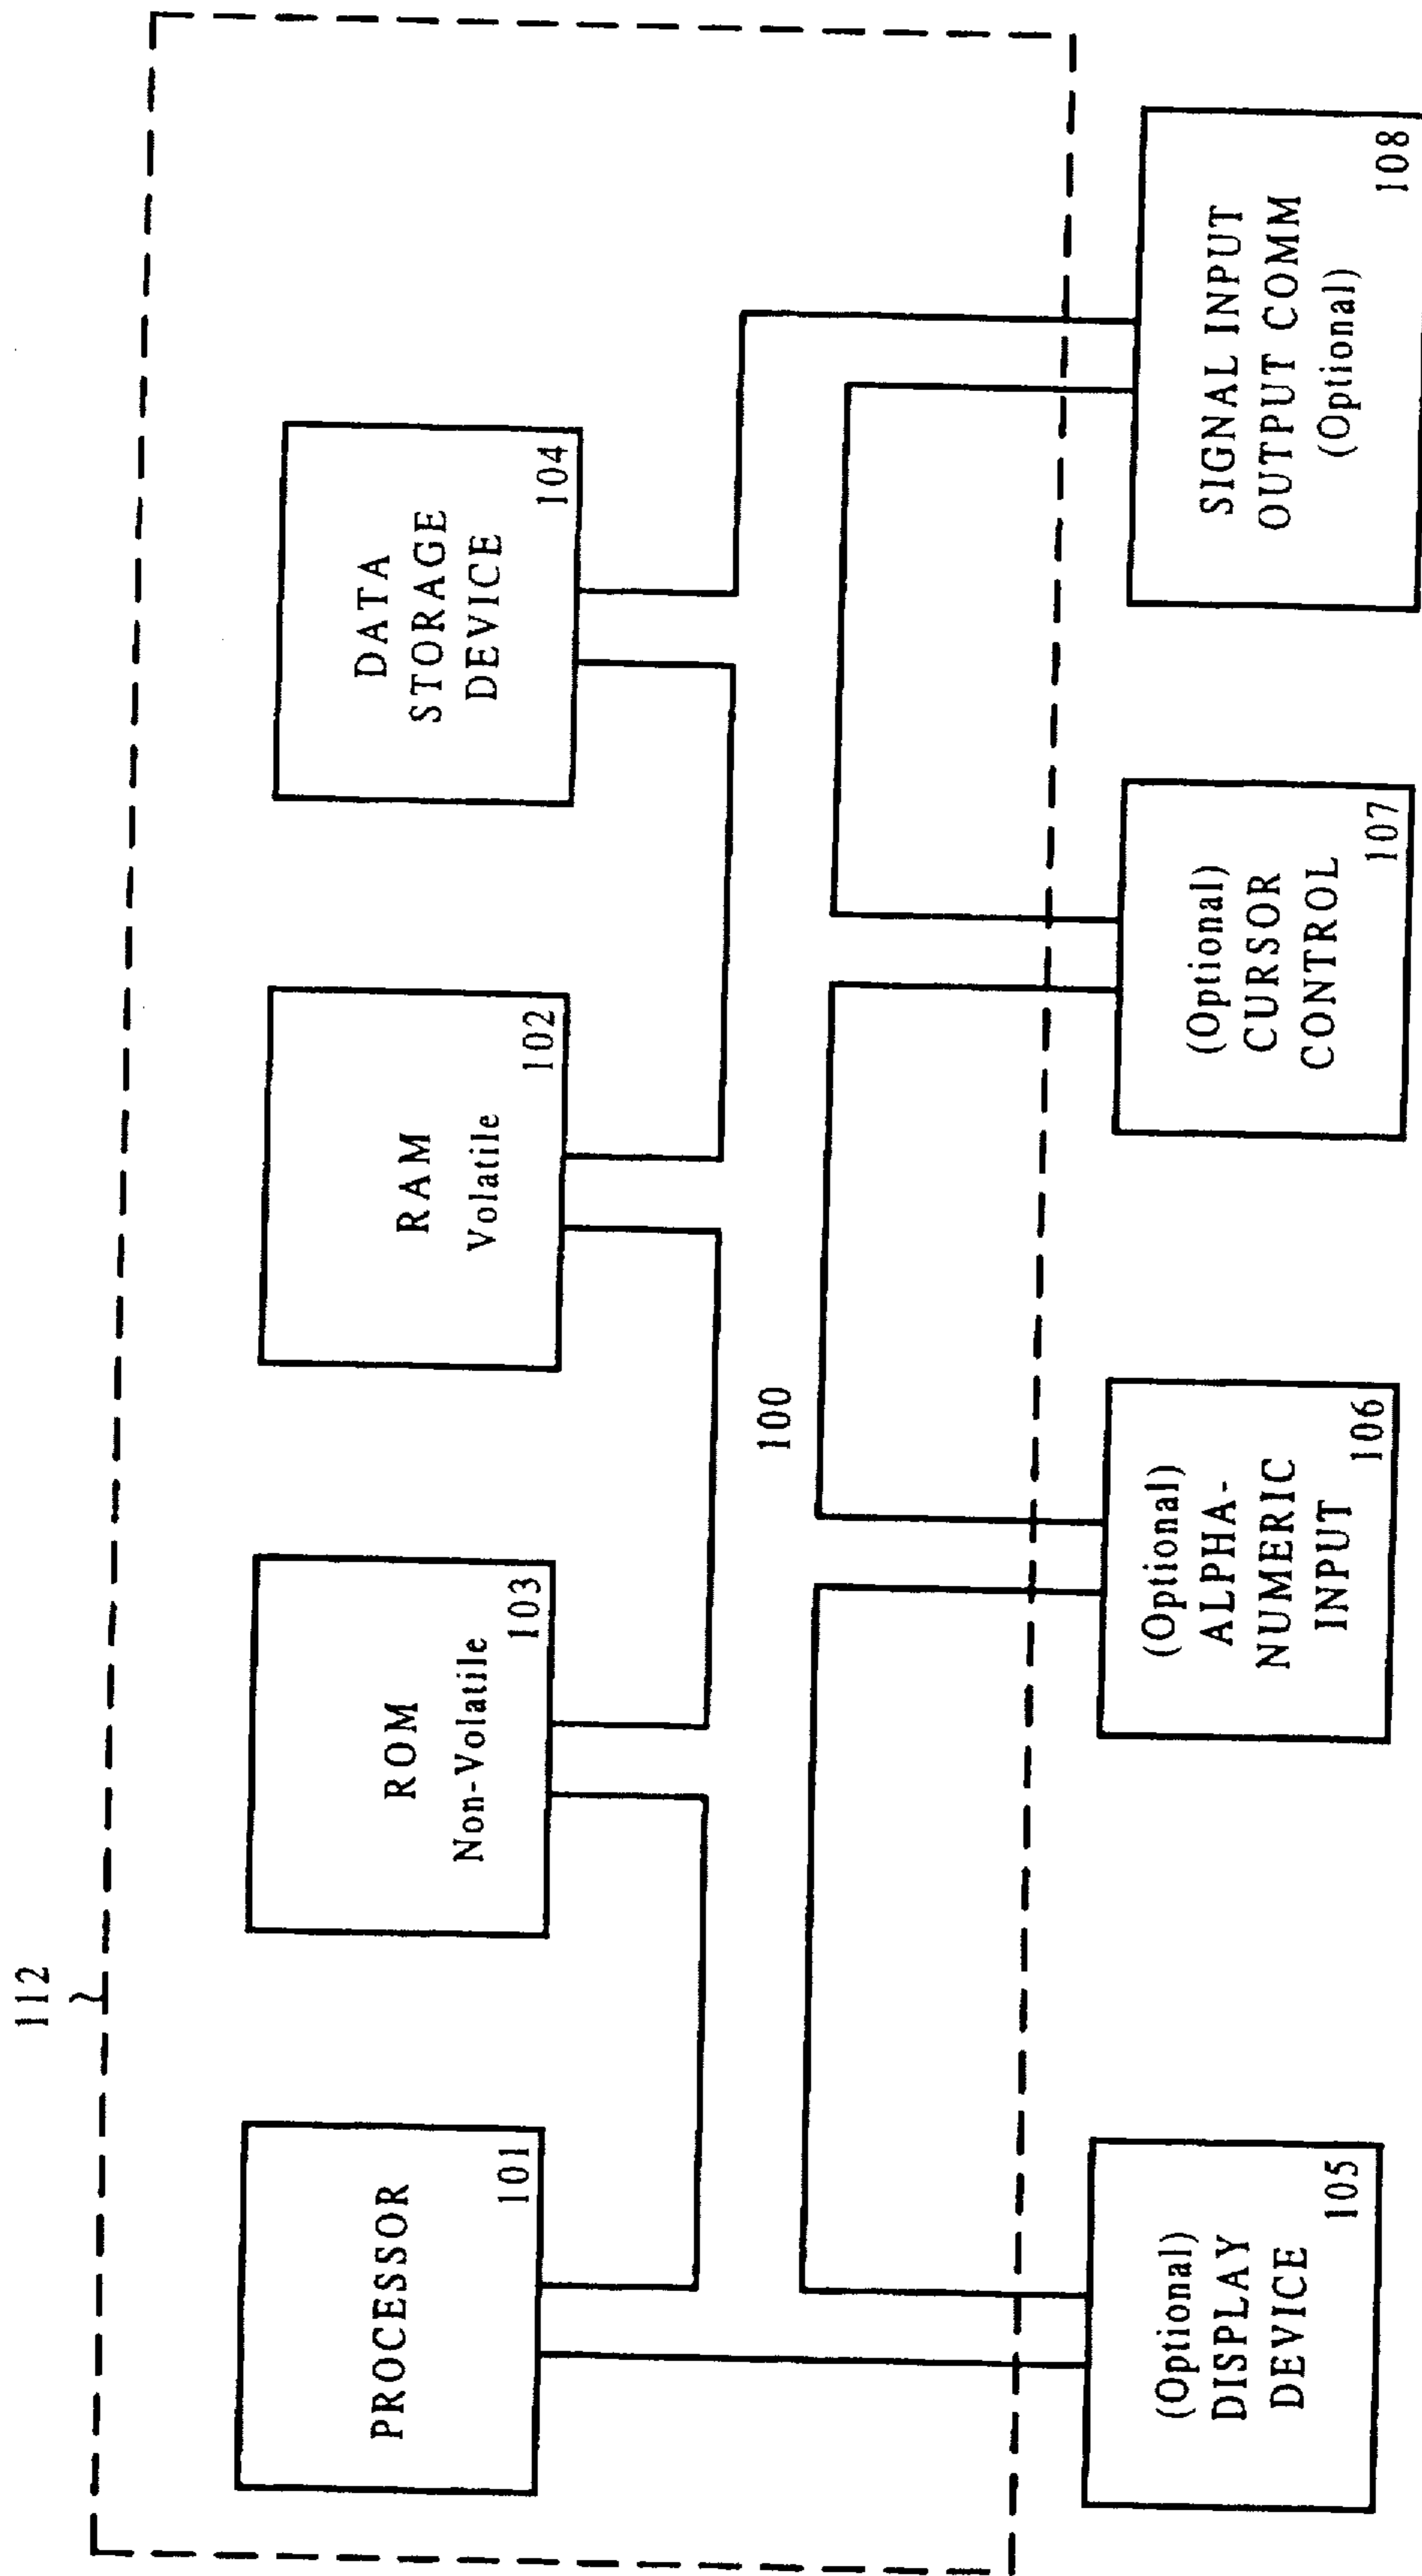 112
PROCESSOR
101
ROM
Non-Volatile
103
RAM
Volatile
102
DATA
STORAGE
DEVICE
104
100
(Optional)
DISPLAY
DEVICE
105
(Optional)
ALPHA-
NUMERIC
INPUT
106
(Optional)
CURSOR
CONTROL
107
SIGNAL INPUT
OUTPUT COMM
(Optional)
108